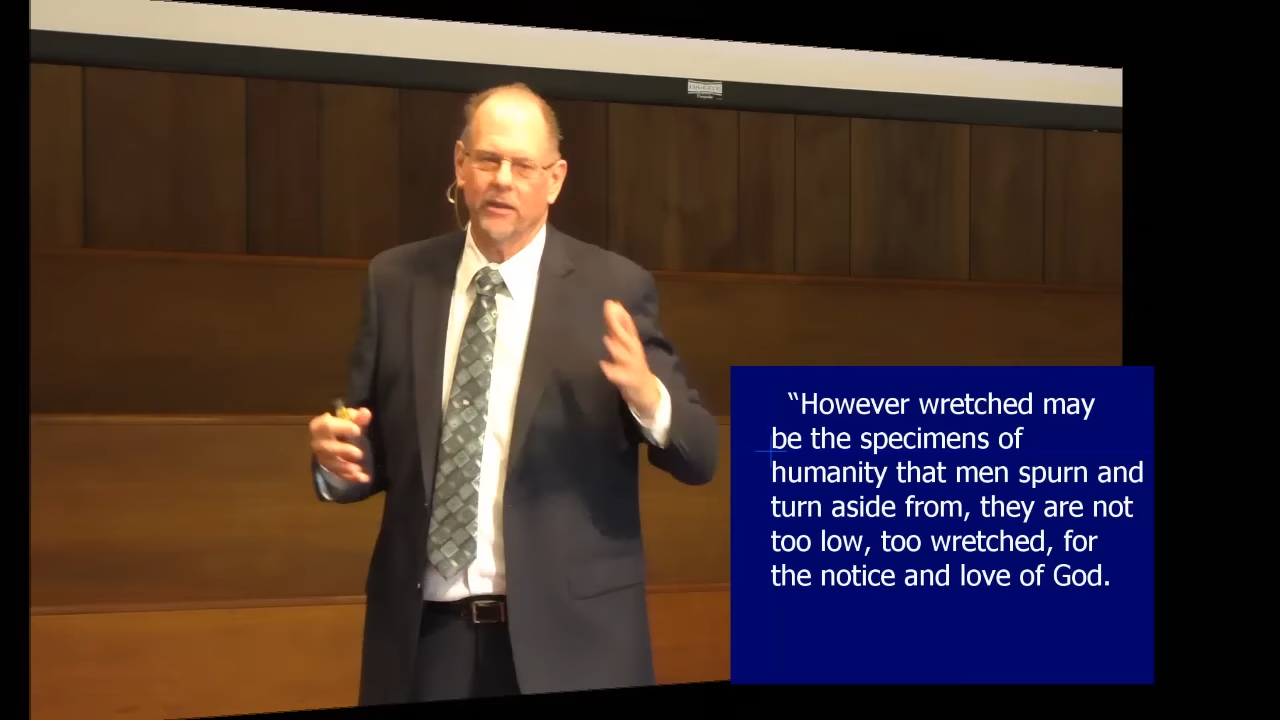 “However wretched may
be the specimens of
humanity that men spurn and
turn aside from, they are not
too low, too wretched, for
the notice and love of God.